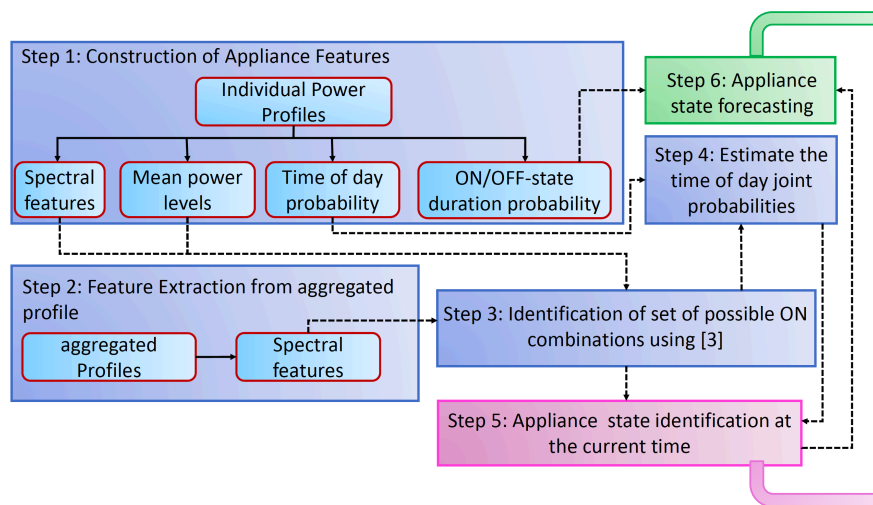 Step 1: Construction of Appliance Features
Individual Power
Profiles
Spectral
features
Mean power
levels
Time of day
probability
ON/OFF-state
duration probability
Step 6: Appliance
state forecasting
Step 4: Estimate the
time of day joint
probabilities
Step 2: Feature Extraction from aggregated
profile
aggregated
Profiles
Spectral
features
Step 3: Identification of set of possible ON
combinations using [3]
Step 5: Appliance  state identification at
the current time